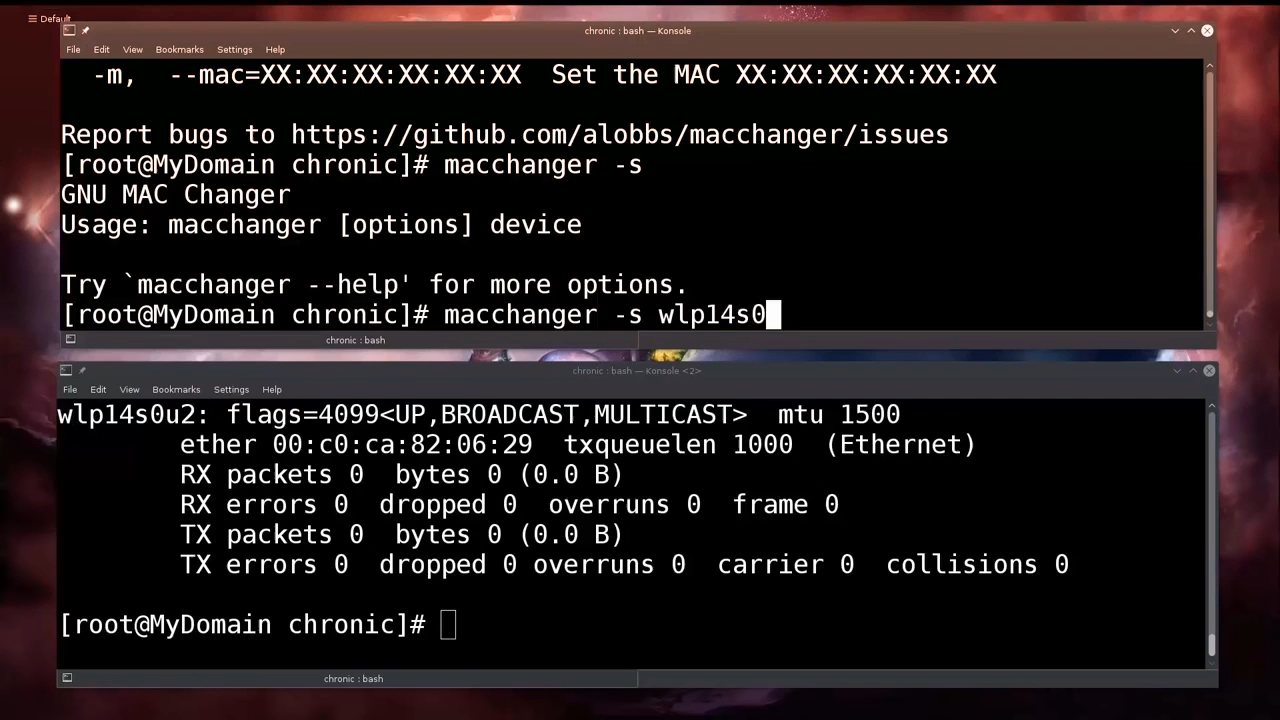 Default
chronic : bash — Konsole
File Edit View Bookmarks Settings Help
-m, --mac=XX:XX:XX:XX:XX:XX Set the MAC XX:XX:XX:XX:XX:XX
Report bugs to https://github.com/alobbs/macchanger/issues
[root@MyDomain chronic]# macchanger -s
GNU MAC Changer
Usage: macchanger [options] device
Try `macchanger --help' for more options.
[root@MyDomain chronic]# macchanger -s wlp14s0
chronic : bash
chronic : bash — Konsole <2>
File Edit View Bookmarks Settings Help
wlp14s0u2: flags=4099<UP,BROADCAST,MULTICAST> mtu 1500
ether 00:c0:ca:82:06:29 txqueuelen 1000 (Ethernet)
RX packets 0 bytes 0 (0.0 B)
RX errors 0 dropped 0 overruns 0 frame 0
TX packets 0 bytes 0 (0.0 B)
TX errors 0 dropped 0 overruns 0 carrier 0 collisions 0
[root@MyDomain chronic]#
chronic : bash